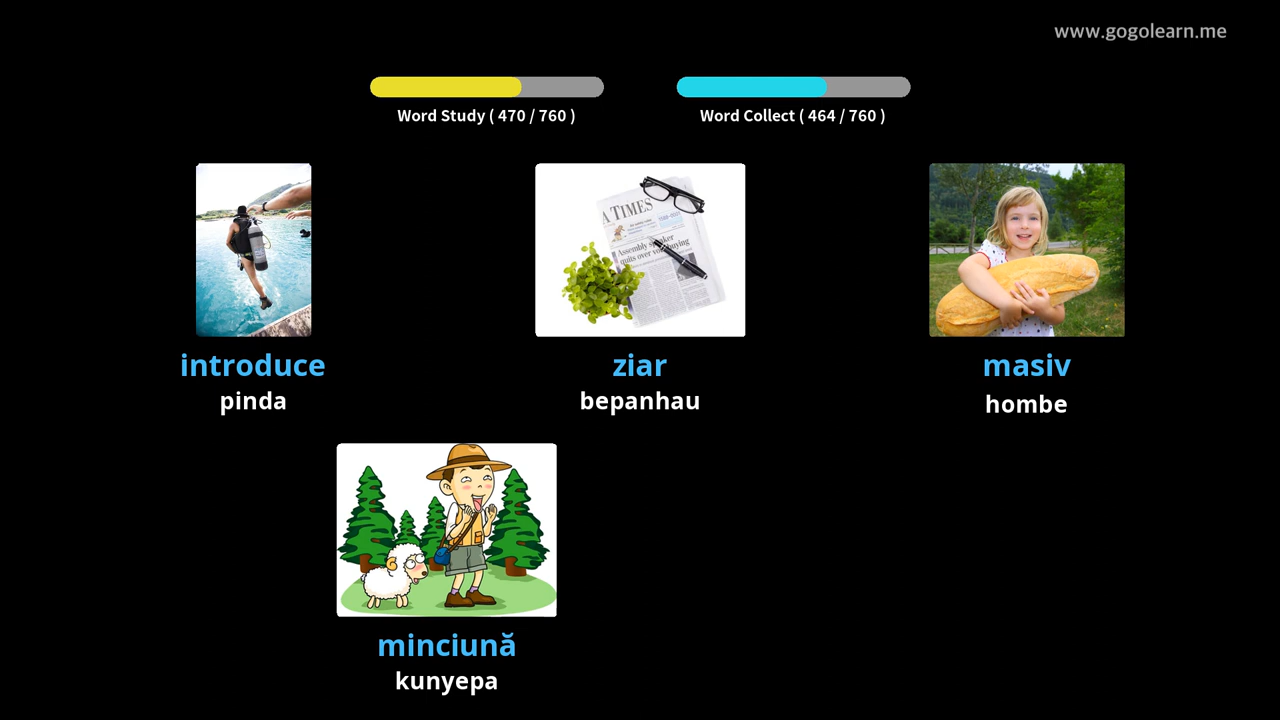 www.gogolearn.me
Word Study ( 470 / 760 )
Word Collect ( 464 / 760 )
A TIMES
introduce
pinda
ziar
bepanhau
masiv
hombe
minciună
kunyepa